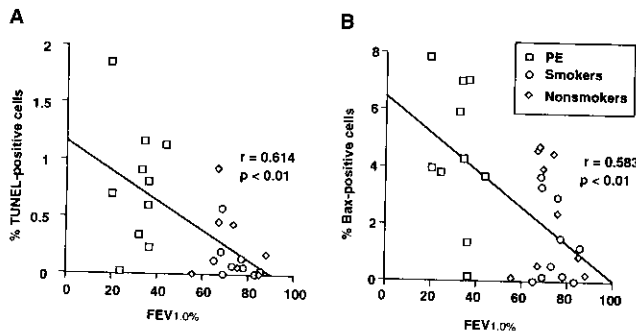 A
% TUNEL-positive cells
2
1.5
1
0.5
0
r = 0.614
p < 0.01
0 20 40 60 80 100
FEV1.0%
B
% Bax-positive cells
8
6
4
2
0
PE
Smokers
Nonsmokers
r = 0.583
p < 0.01
0 20 40 60 80 100
FEV1.0%